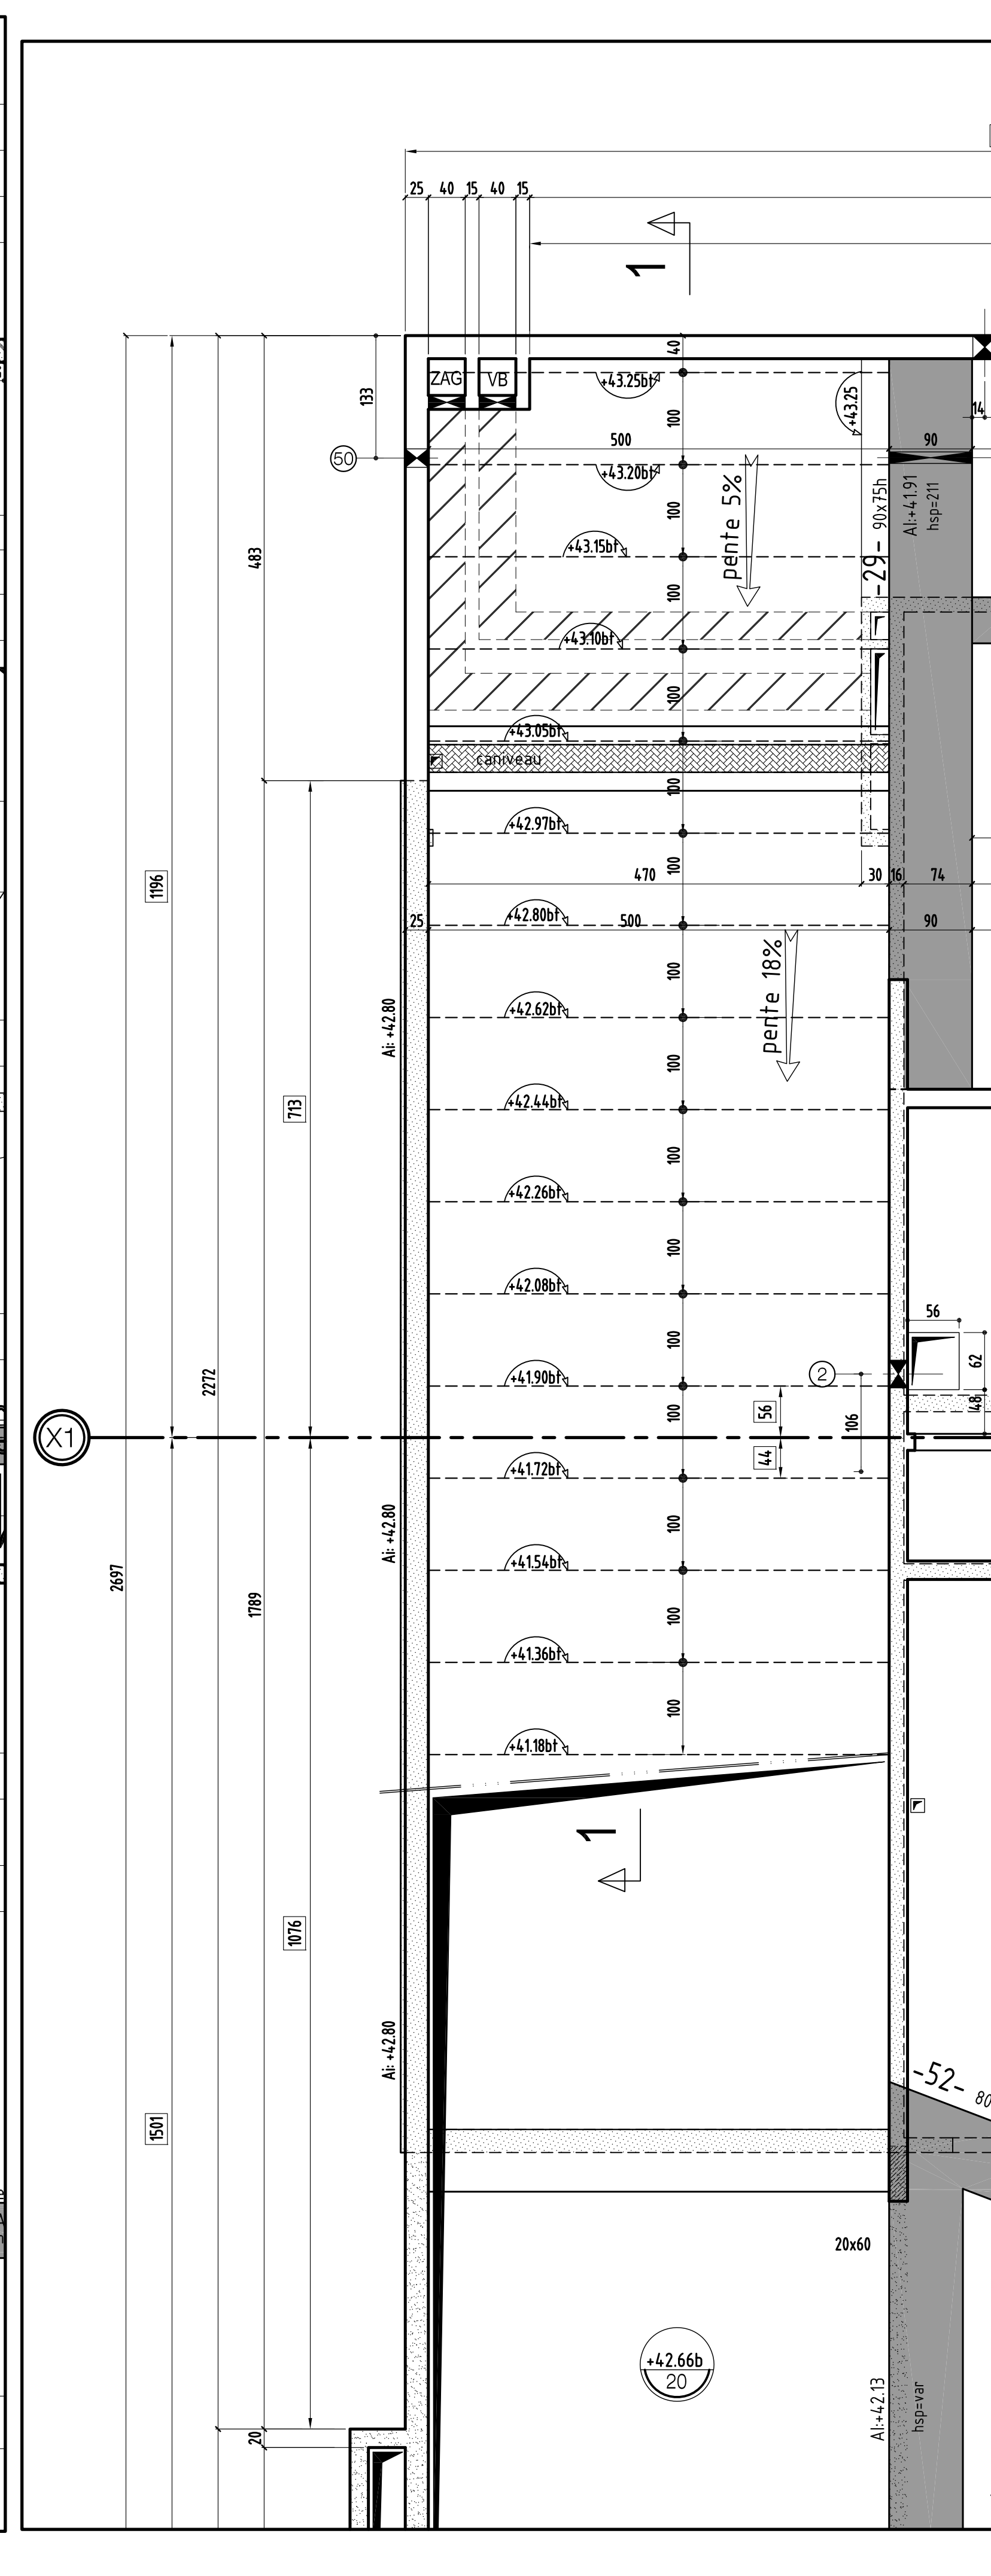 25 40 15 40 15
1
40
ZAG VB
+43.25bf
+43.25
133
100
14
500 90
50
+43.20bf
pente 5%
-29- 90x75h
Al:+41.91
hsp=211
100
483
+43.15bf
100
+43.10bf
100
+43.05bf
caniveau
100
+42.97bf
100
470 30 16 74
1196
25 +42.80bf
500 90
pente 18%
100
Ai: +42.80
+42.62bf
100
713
+42.44bf
100
+42.26bf
100
+42.08bf
100
56
62
2272
2
+41.90bf
100
56
106
48
X1
44
+41.72bf
100
Ai: +42.80
+41.54bf
2697
1789
100
+41.36bf
100
+41.18bf
1
1076
Ai: +42.80
-52- 80
1501
20x60
+42.66b
20
Al:+42.13
hsp=var
20